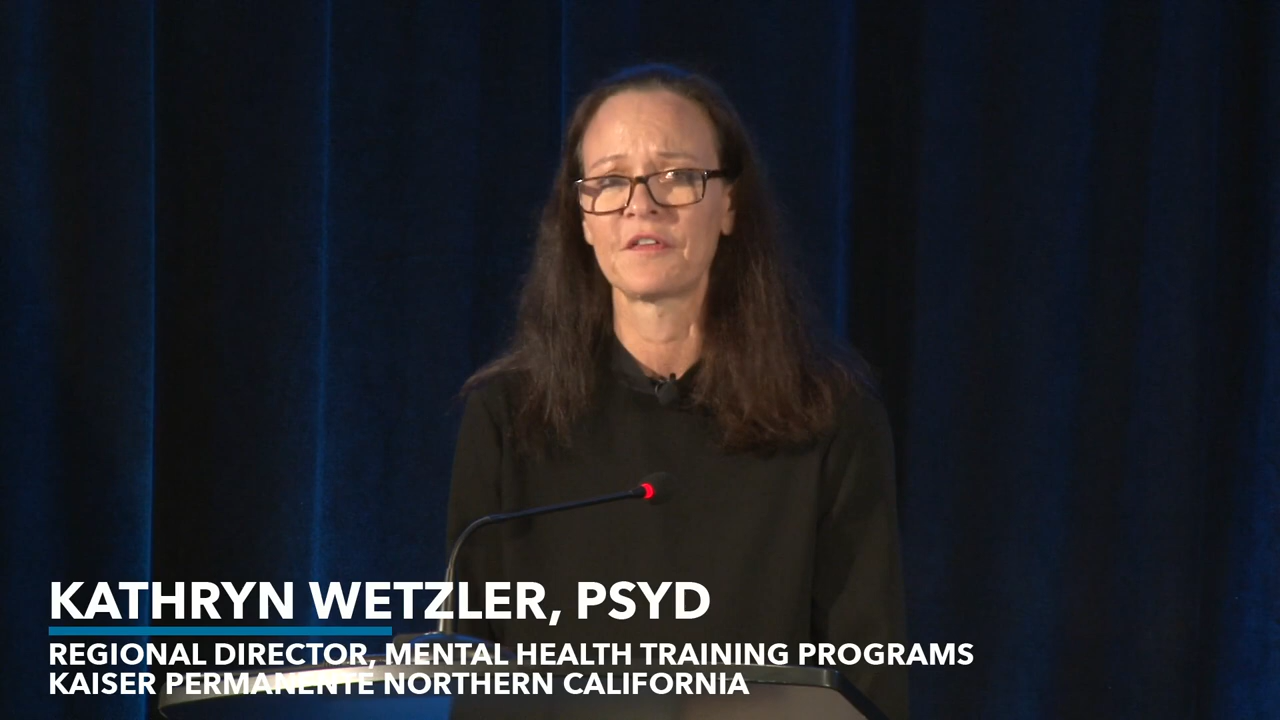 KATHRYN WETZLER, PSYD
REGIONAL DIRECTOR, MENTAL HEALTH TRAINING PROGRAMS
KAISER PERMANENTE NORTHERN CALIFORNIA